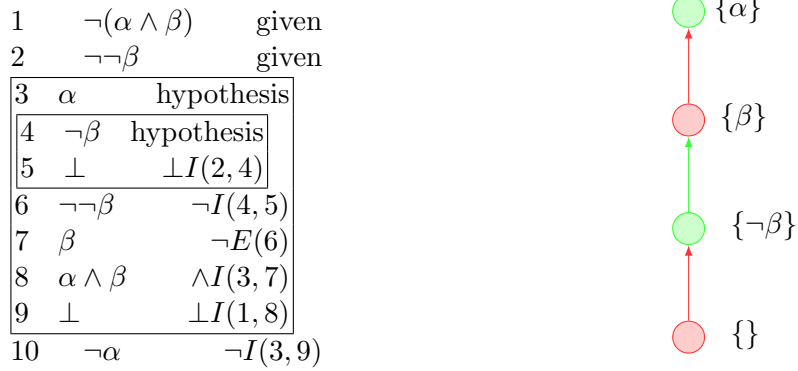 1 ¬(α ∧ β) given
2 ¬¬β given
3 α hypothesis
4 ¬β hypothesis
5 ⊥ ⊥I(2, 4)
6 ¬¬β ¬I(4, 5)
7 β ¬E(6)
8 α ∧ β ∧I(3, 7)
9 ⊥ ⊥I(1, 8)
10 ¬α ¬I(3, 9)
{α}
{β}
{¬β}
{}